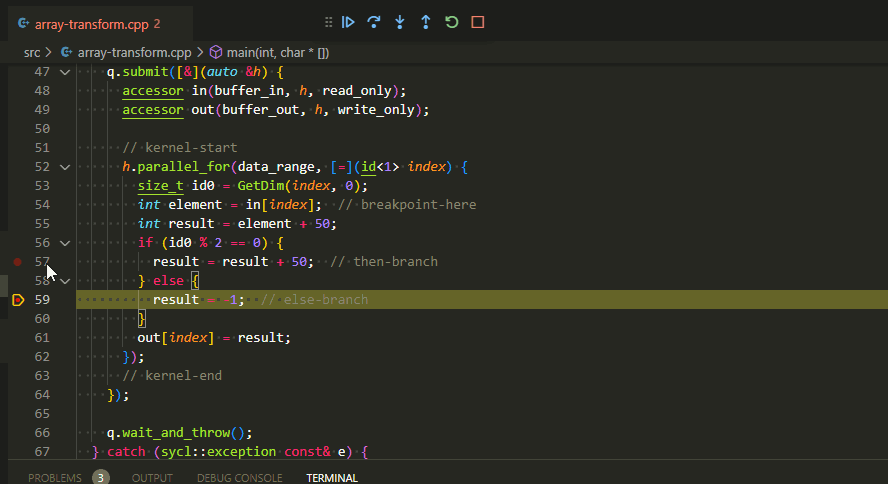 array-transform.cpp 2
src > array-transform.cpp > main(int, char * [])
47 q.submit([&](auto &h) {
48 accessor in(buffer_in, h, read_only);
49 accessor out(buffer_out, h, write_only);
50
51 // kernel-start
52 h.parallel_for(data_range, [=](id<1> index) {
53 size_t id0 = GetDim(index, 0);
54 int element = in[index]; // breakpoint-here
55 int result = element + 50;
56 if (id0 % 2 == 0) {
57 result = result + 50; // then-branch
58 } else {
59 result = -1; // else-branch
60 }
61 out[index] = result;
62 });
63 // kernel-end
64 });
65
66 q.wait_and_throw();
67 } catch (sycl::exception const& e) {
PROBLEMS 3 OUTPUT DEBUG CONSOLE TERMINAL